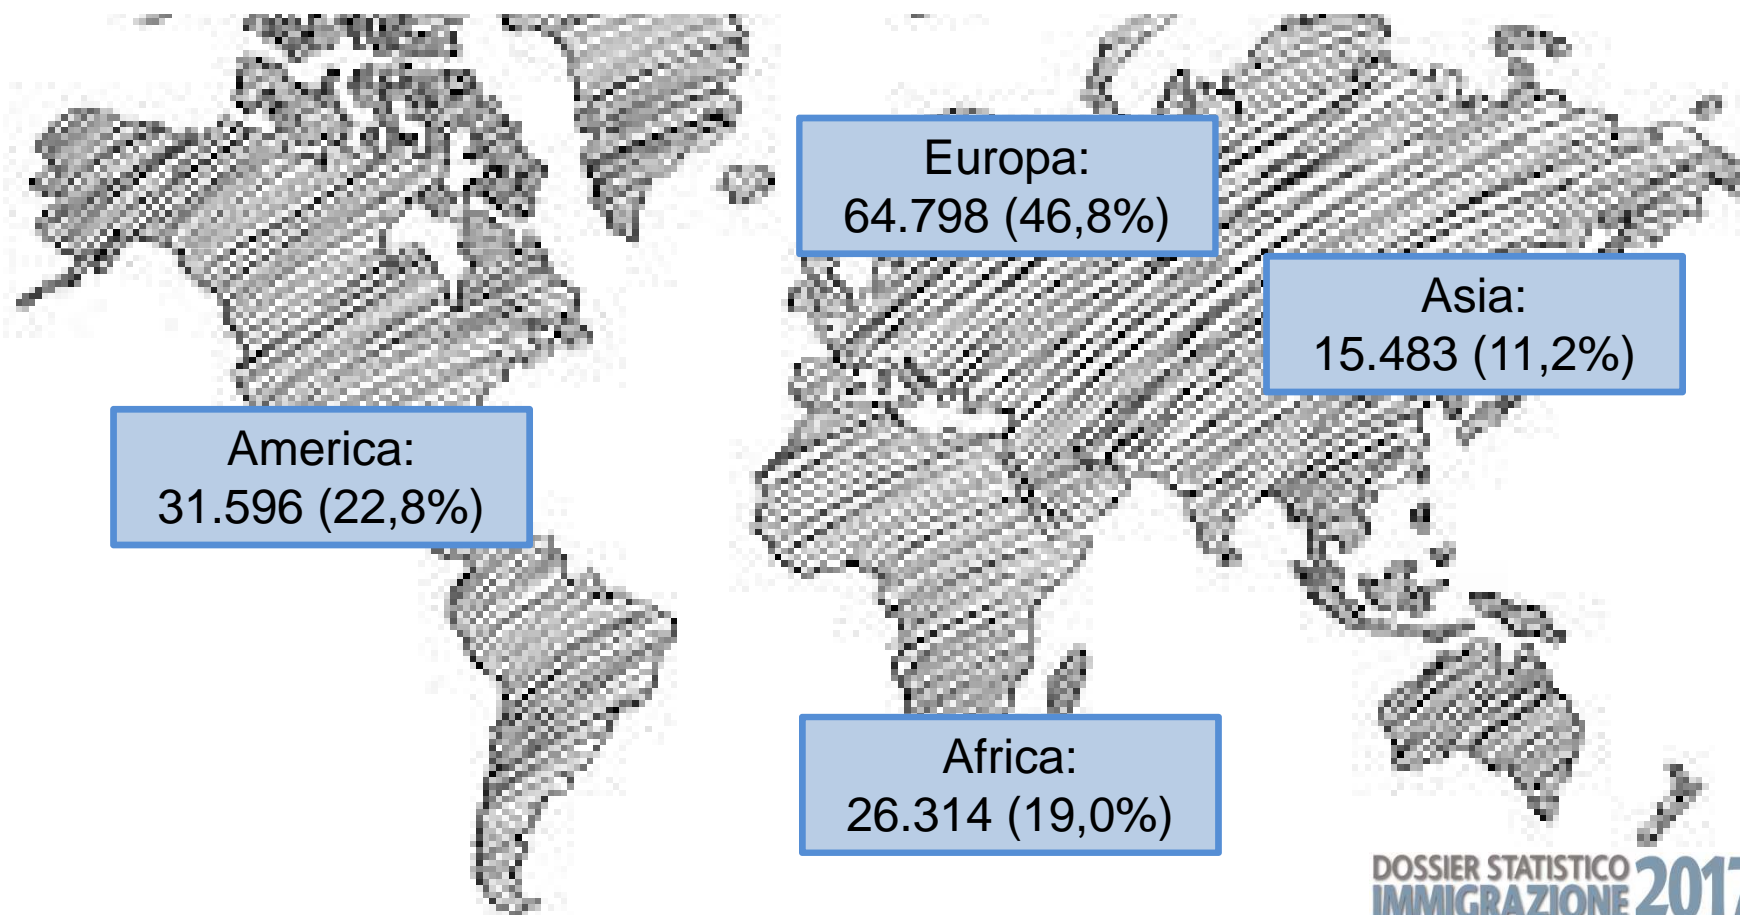 Europa:
64.798 (46,8%)
Asia:
15.483 (11,2%)
America:
31.596 (22,8%)
Africa:
26.314 (19,0%)
DOSSIER STATISTICO
IMMIGRAZIONE 2017